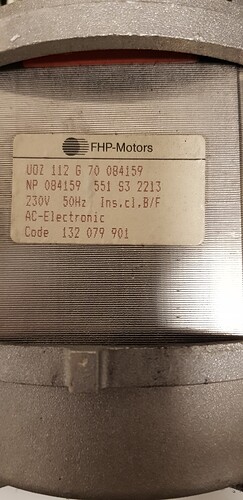 FHP-Motors
UOZ 112 G 70 084159
NP 084159 551 S3 2213
230V 50Hz Ins.cl.B/F
AC-Electronic
Code 132 079 901